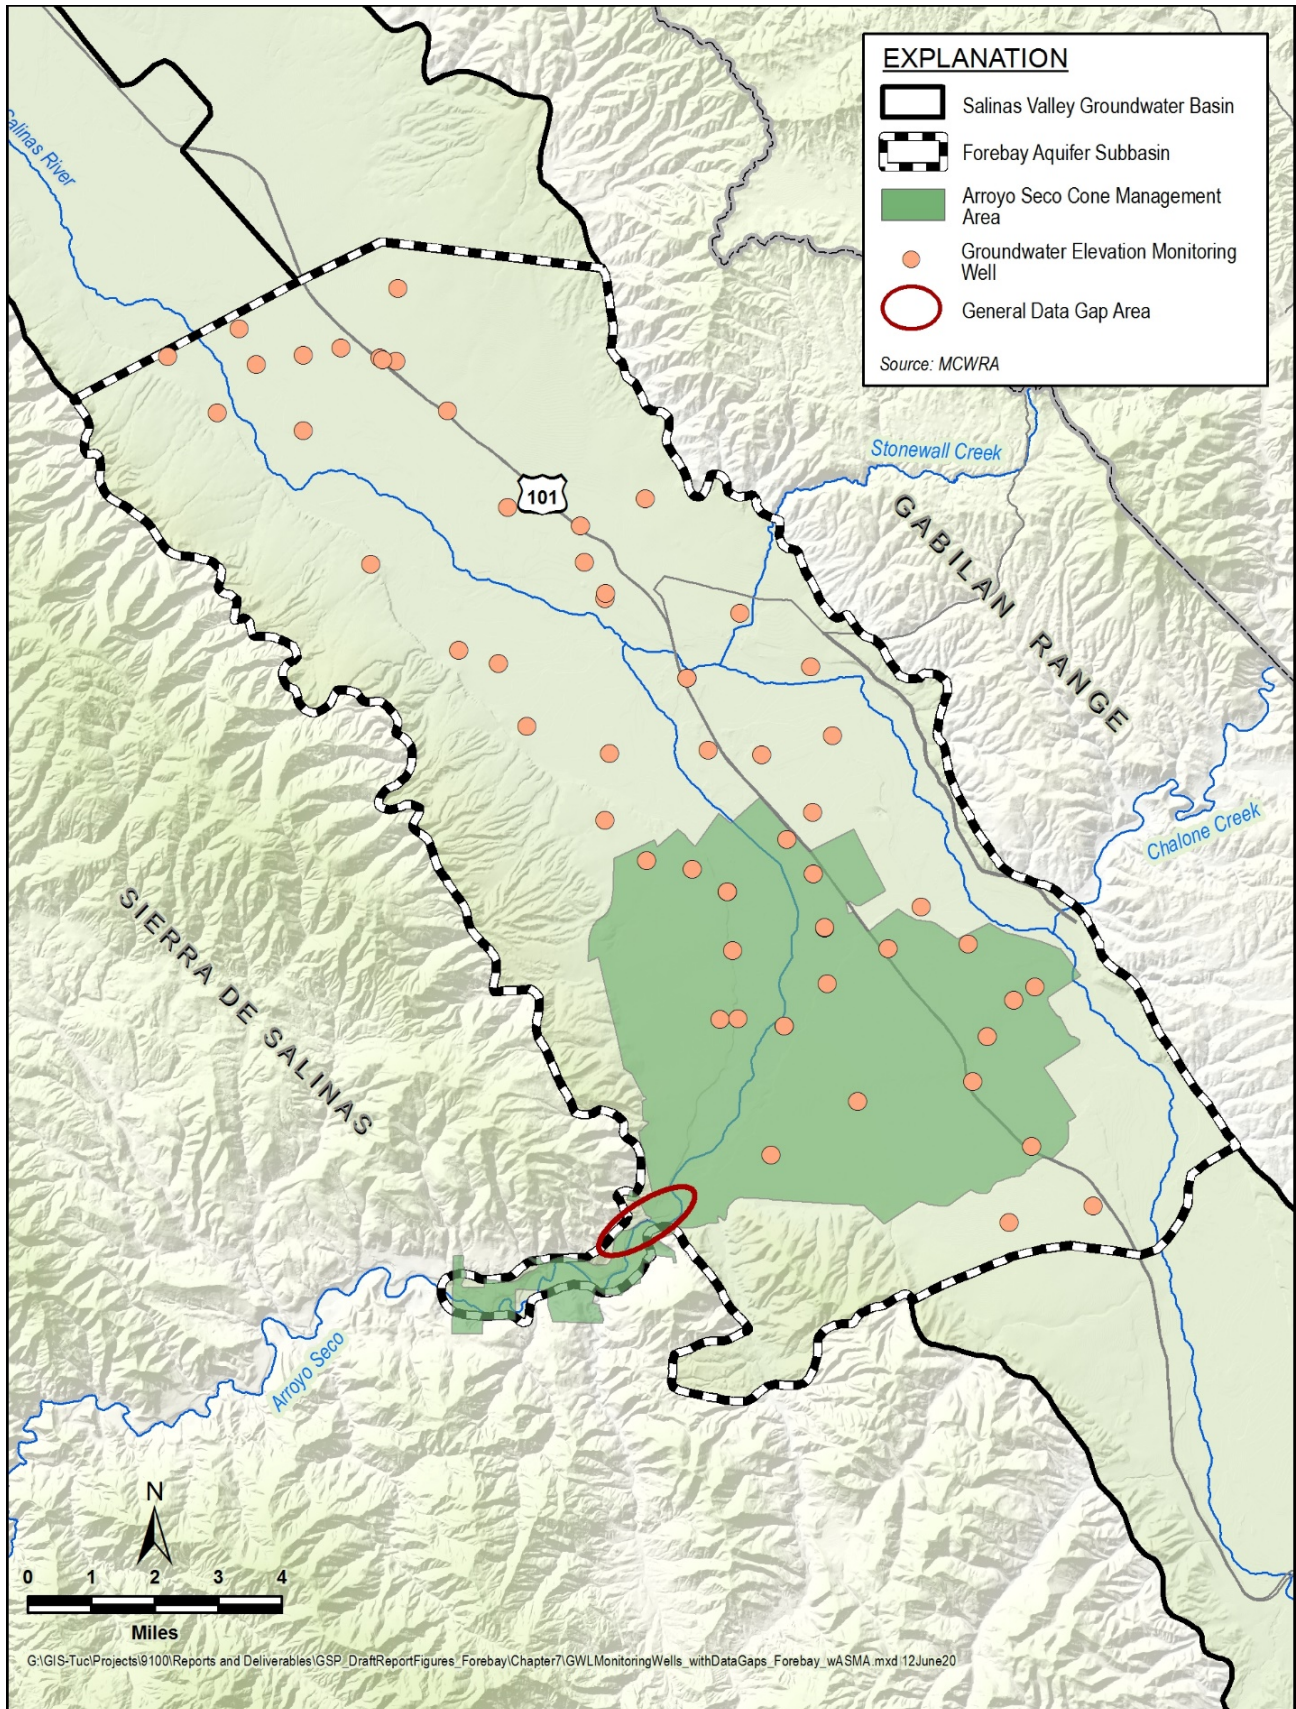 EXPLANATION
Salinas Valley Groundwater Basin
Forebay Aquifer Subbasin
Arroyo Seco Cone Management
Area
Groundwater Elevation Monitoring
Well
General Data Gap Area
Source: MCWRA
Salinas River
Stonewall Creek
101
GABILAN RANGE
Chalone Creek
SIERRA DE SALINAS
Arroyo Seco
N
0 1 2 3 4
Miles
G:\GIS-Tuc\Projects\9100\Reports and Deliverables\GSP_DraftReportFigures_Forebay\Chapter7\GWLMonitoringWells_withDataGaps_Forebay_wASMA.mxd 12June20